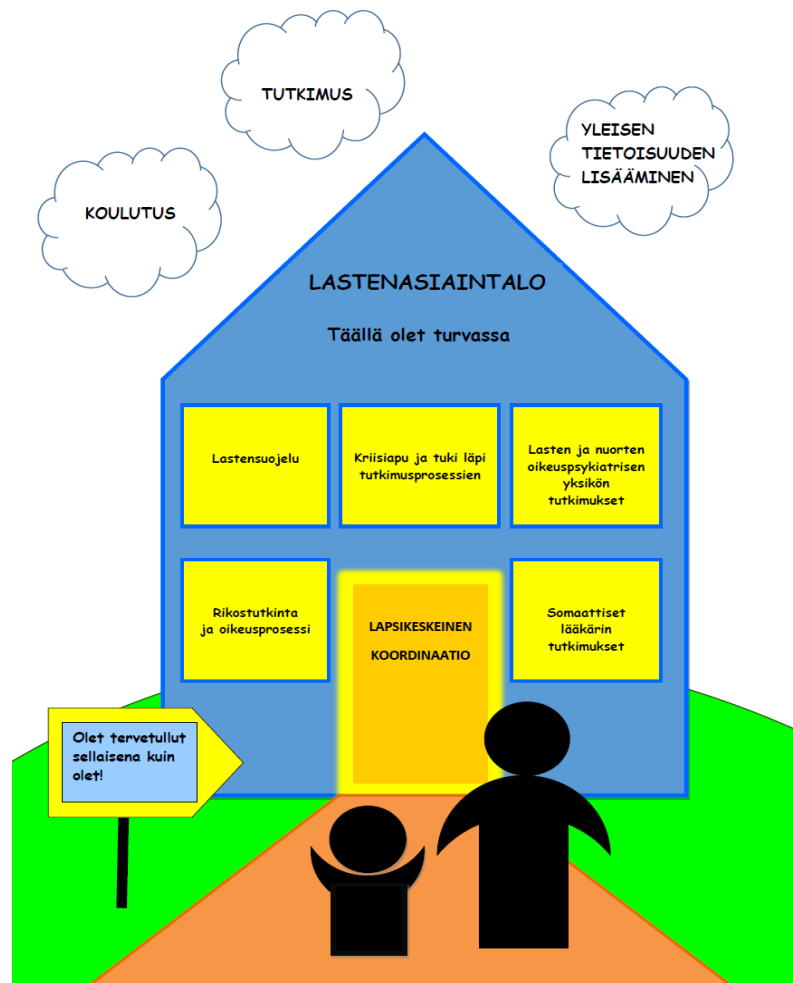 TUTKIMUS
YLEISEN
TIETOISUUDEN
LISÄÄMINEN
KOULUTUS
LASTENASIAINTALO
Täällä olet turvassa
Lastensuojelu
Kriisiapu ja tuki läpi
tutkimusprosessien
Lasten ja nuorten
oikeuspsykiatrisen
yksikön
tutkimukset
Rikostutkinta
ja oikeusprosessi
LAPSIKESKEINEN
KOORDINAATIO
Somaattiset
lääkärin
tutkimukset
Olet tervetullut
sellaisena kuin
olet!